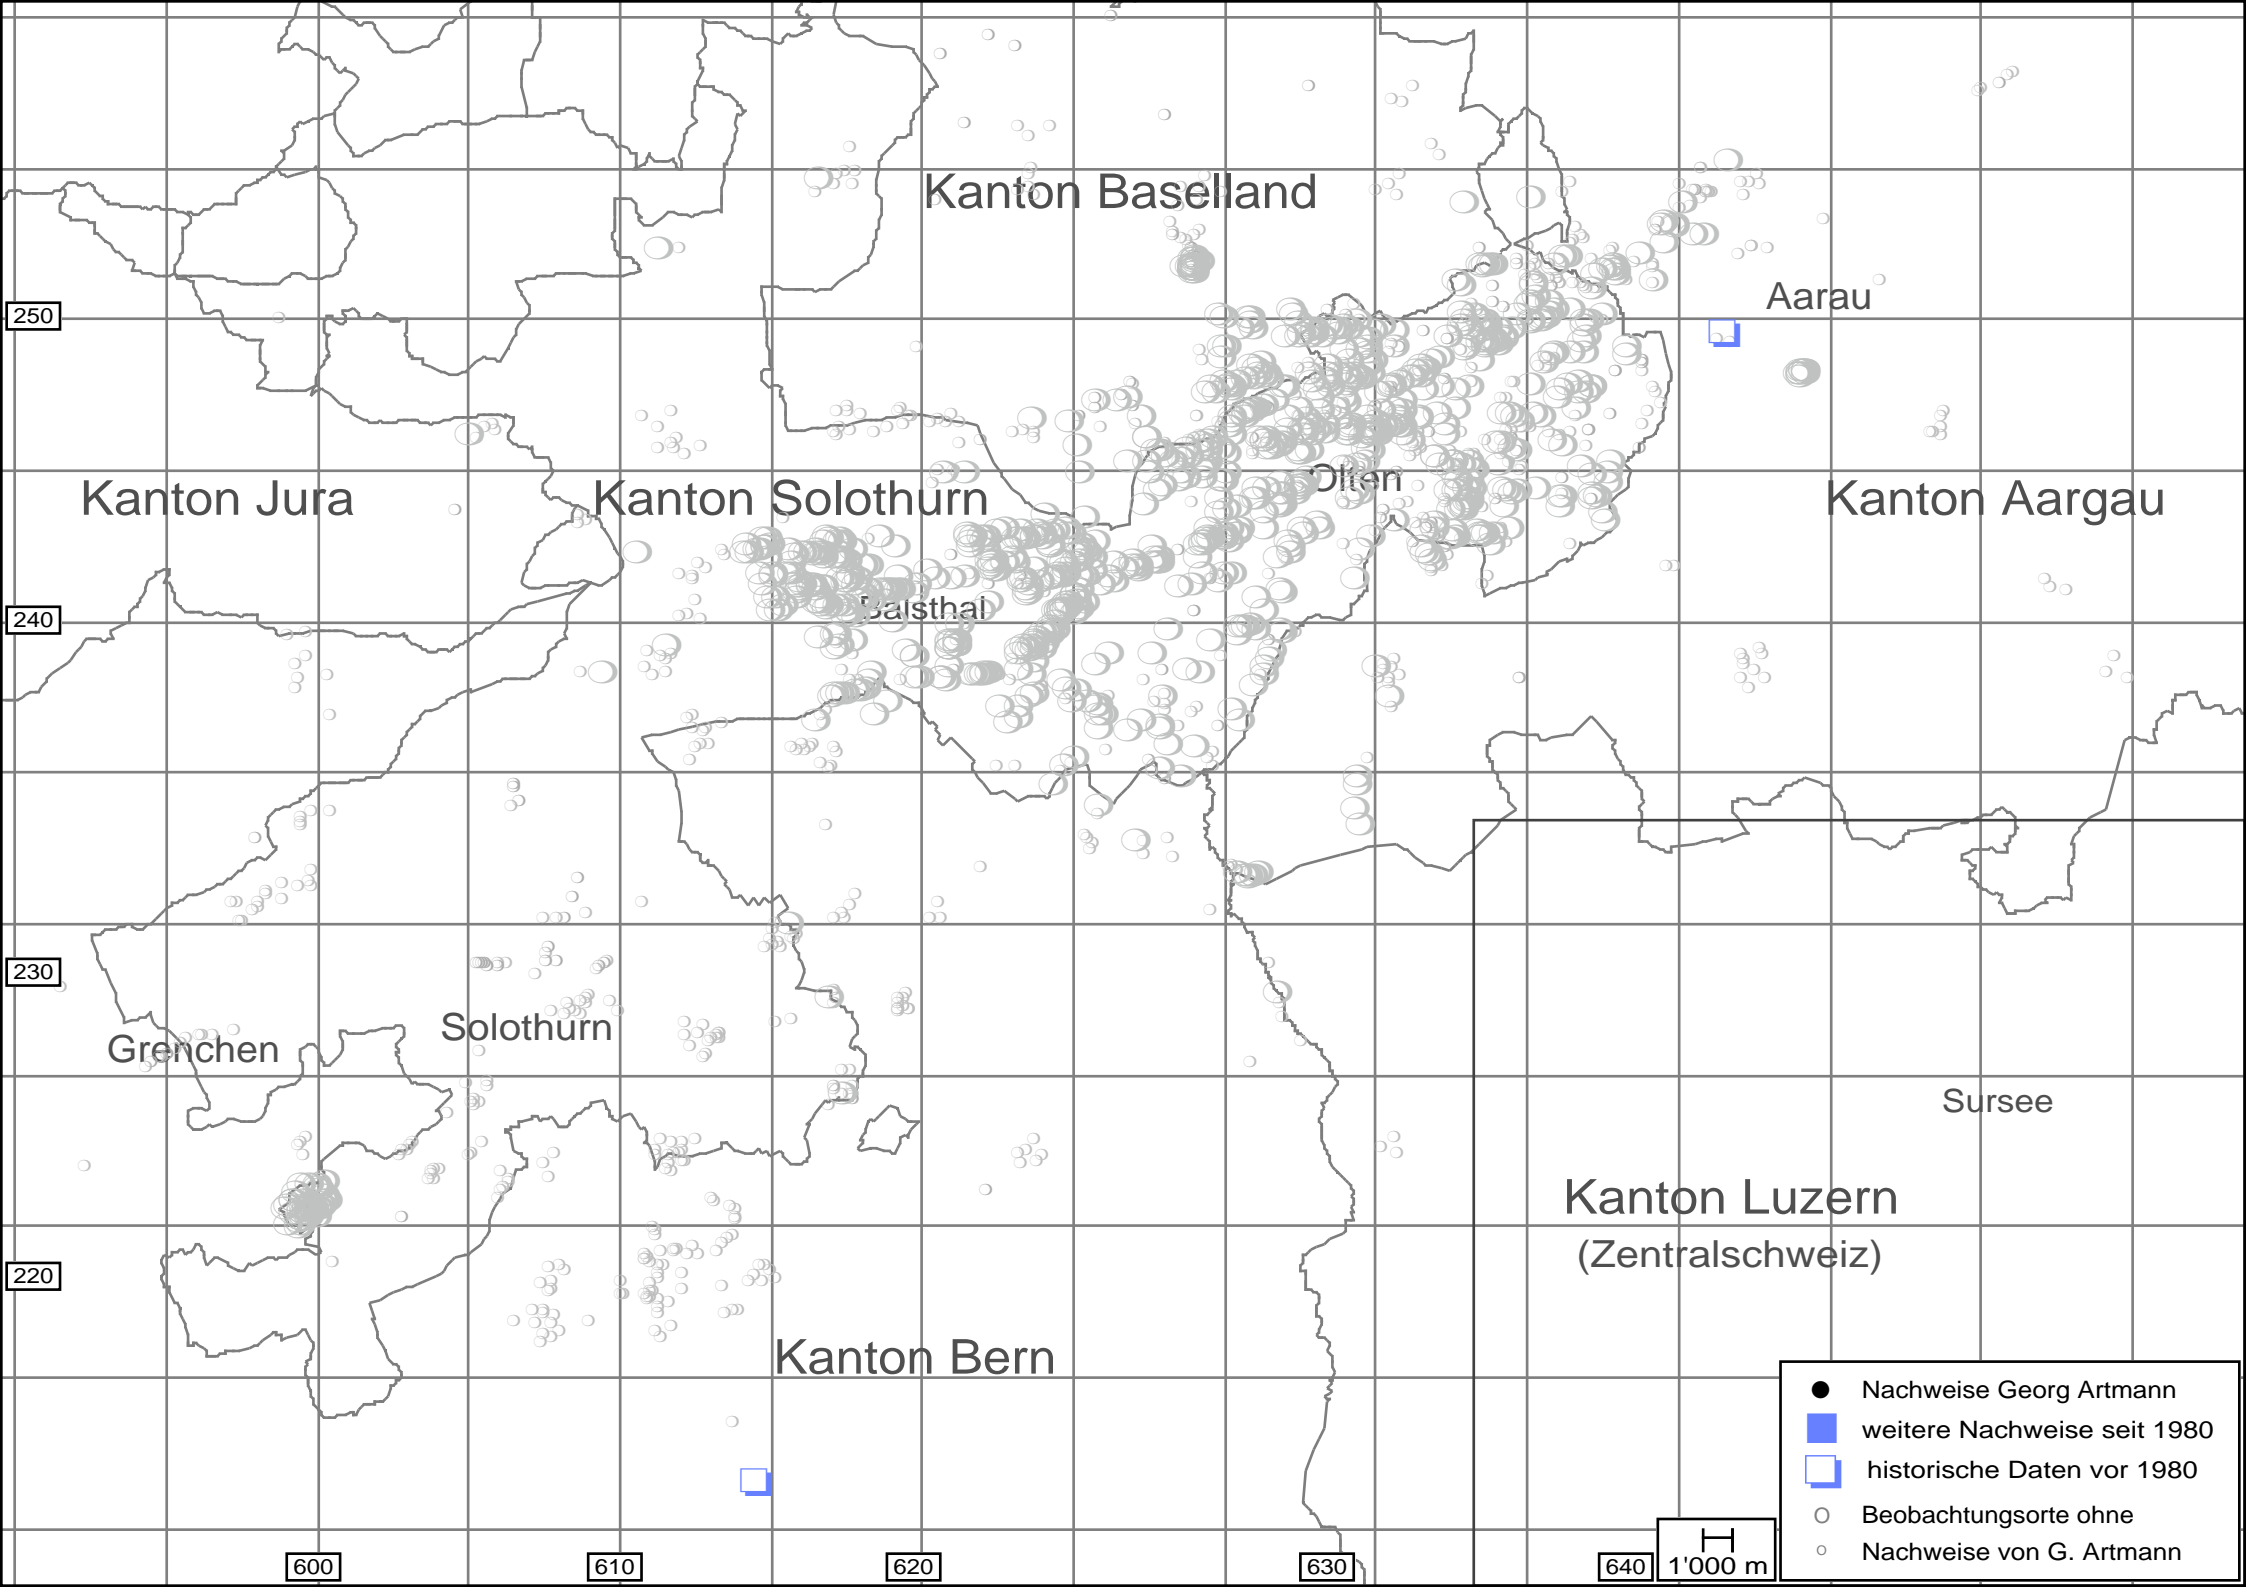 Kanton Baselland
Aarau
250
Olten
Kanton Jura
Kanton Solothurn
Kanton Aargau
Balsthal
240
230
Solothurn
Grenchen
Sursee
Kanton Luzern
(Zentralschweiz)
220
Kanton Bern
Nachweise Georg Artmann
weitere Nachweise seit 1980
historische Daten vor 1980
Beobachtungsorte ohne
Nachweise von G. Artmann
600
610
620
630
640
1'000 m